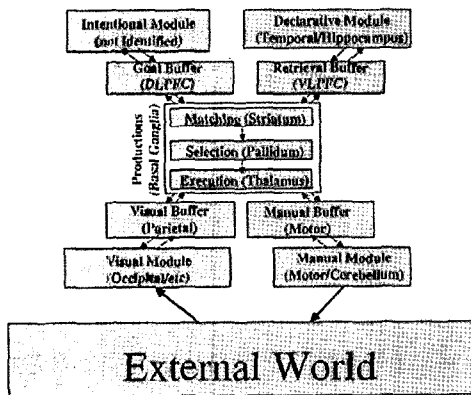 Intentional Module
(not Identified)
Declarative Module
(Temporal/Hippocampus)
Goal Buffer
(DLPFC)
Retrieval Buffer
(VLPFC)
Productions
(Basal Ganglia)
Matching (Striatum)
Selection (Pallidum)
Execution (Thalamus)
Visual Buffer
(Parietal)
Manual Buffer
(Motor)
Visual Module
(Occipital/etc)
Manual Module
(Motor/Cerebellum)
External World